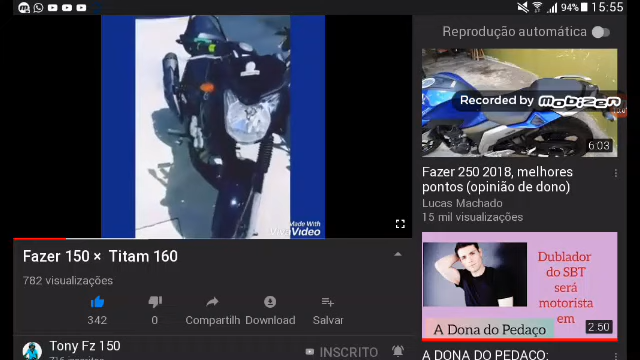 94% 15:55
Reprodução automática
Recorded by mobizen
6:03
Fazer 250 2018, melhores
pontos (opinião de dono)
Lucas Machado
15 mil visualizações
Made With
VivaVideo
Fazer 150 × Titam 160
782 visualizações
342
0
Compartilh
Download
Salvar
Dublador
do SBT
será
motorista
em
A Dona do Pedaço
2:50
A DONA DO PEDAÇO:
Tony Fz 150
INSCRITO